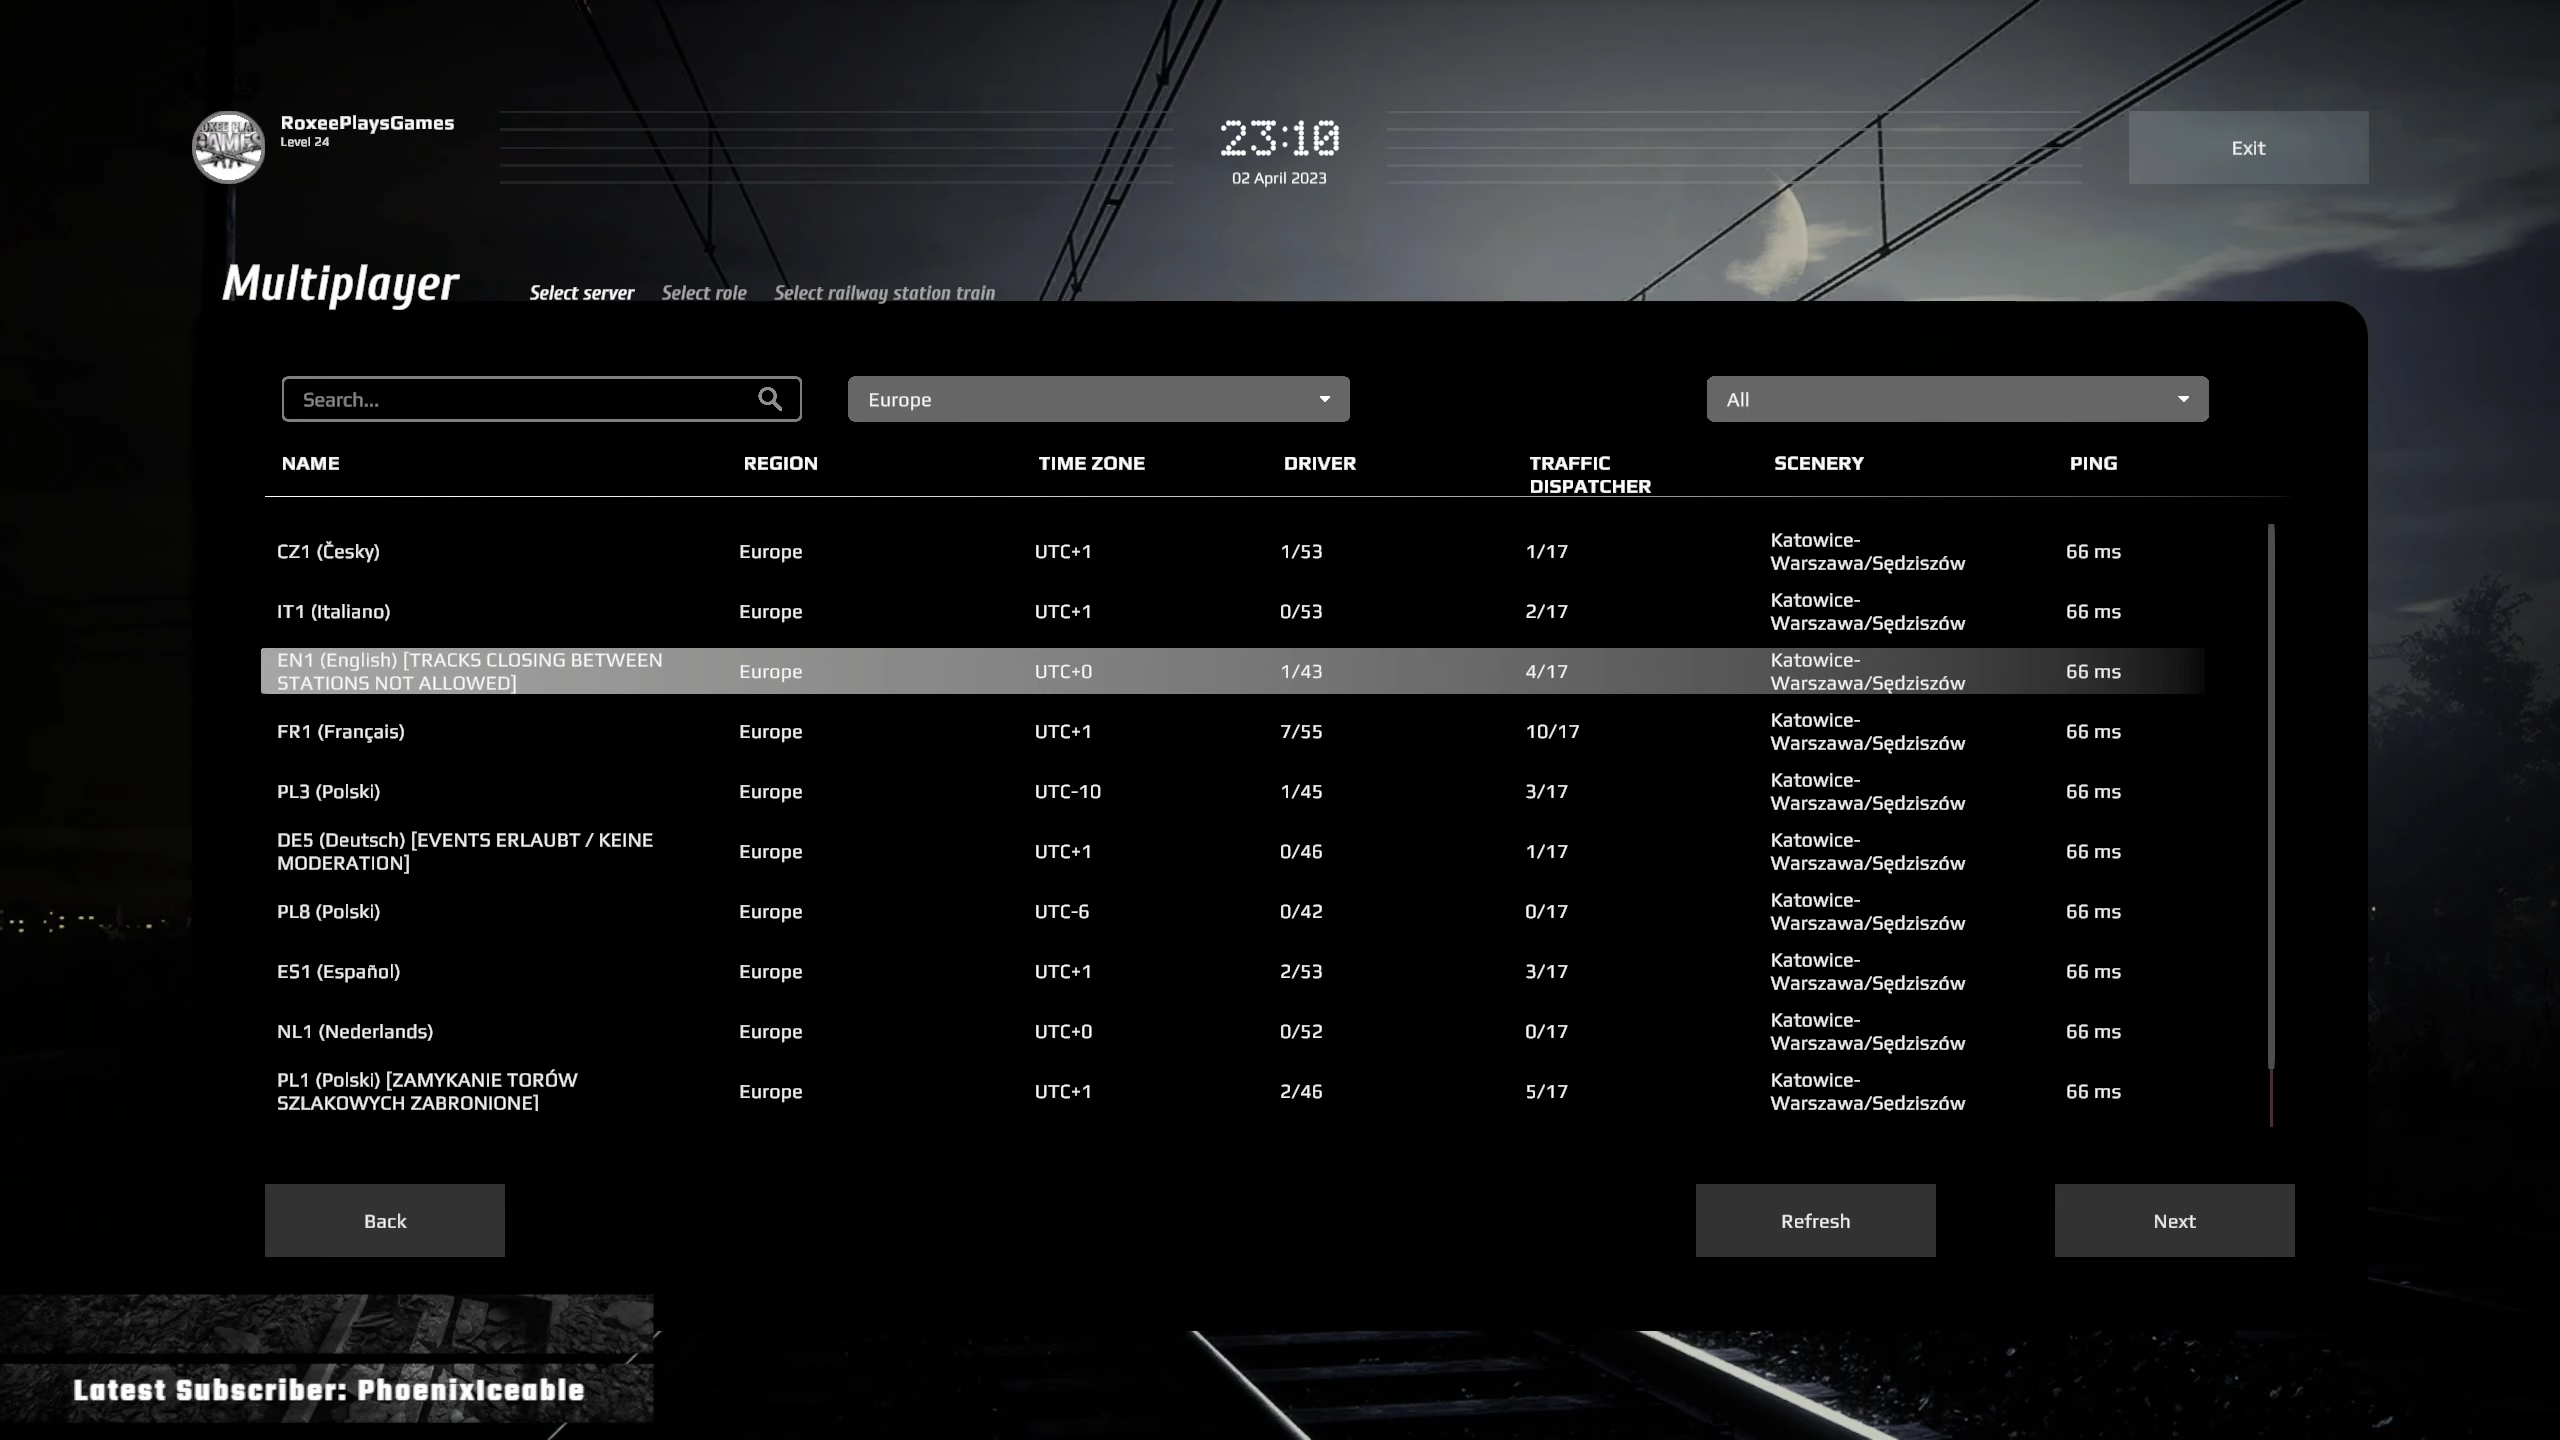 RoxeePlaysGames
Level 24
23:10
02 April 2023
Exit
Multiplayer
Select server
Select role
Select railway station train
Search...
Europe
All
NAME REGION TIME ZONE DRIVER TRAFFIC DISPATCHER SCENERY PING
CZ1 (Česky) Europe UTC+1 1/53 1/17 Katowice-
Warszawa/Sędziszów 66 ms
IT1 (Italiano) Europe UTC+1 0/53 2/17 Katowice-
Warszawa/Sędziszów 66 ms
EN1 (English) [TRACKS CLOSING BETWEEN
STATIONS NOT ALLOWED] Europe UTC+0 1/43 4/17 Katowice-
Warszawa/Sędziszów 66 ms
FR1 (Français) Europe UTC+1 7/55 10/17 Katowice-
Warszawa/Sędziszów 66 ms
PL3 (Polski) Europe UTC-10 1/45 3/17 Katowice-
Warszawa/Sędziszów 66 ms
DE5 (Deutsch) [EVENTS ERLAUBT / KEINE
MODERATION] Europe UTC+1 0/46 1/17 Katowice-
Warszawa/Sędziszów 66 ms
PL8 (Polski) Europe UTC-6 0/42 0/17 Katowice-
Warszawa/Sędziszów 66 ms
ES1 (Español) Europe UTC+1 2/53 3/17 Katowice-
Warszawa/Sędziszów 66 ms
NL1 (Nederlands) Europe UTC+0 0/52 0/17 Katowice-
Warszawa/Sędziszów 66 ms
PL1 (Polski) [ZAMYKANIE TORÓW
SZLAKOWYCH ZABRONIONE] Europe UTC+1 2/46 5/17 Katowice-
Warszawa/Sędziszów 66 ms
Back
Refresh
Next
Latest Subscriber: PhoenixIceable